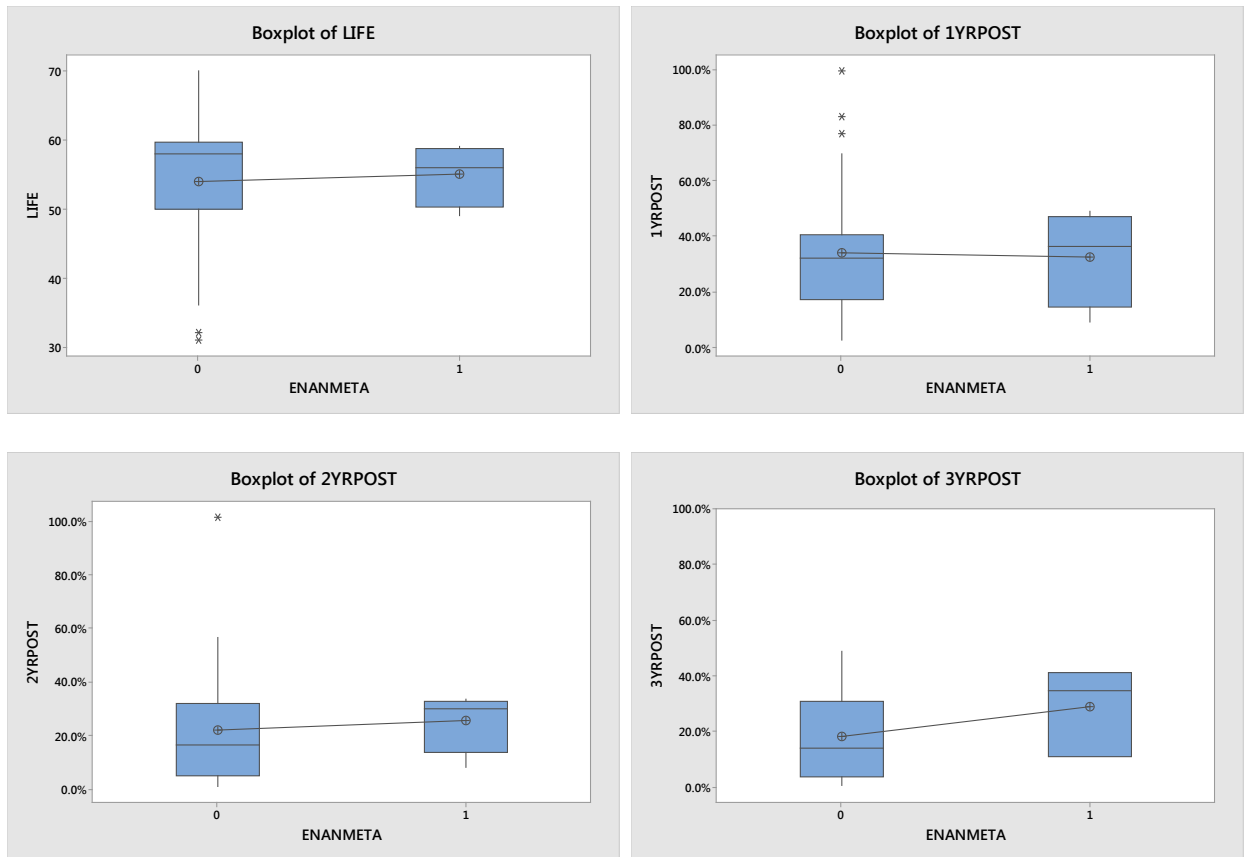 Boxplot of LIFE
70
60
50
40
30
LIFE
0
1
ENANMETA
Boxplot of 1YRPOST
100.0%
80.0%
60.0%
40.0%
20.0%
0.0%
1YRPOST
0
1
ENANMETA
Boxplot of 2YRPOST
100.0%
80.0%
60.0%
40.0%
20.0%
0.0%
2YRPOST
0
1
ENANMETA
Boxplot of 3YRPOST
100.0%
80.0%
60.0%
40.0%
20.0%
0.0%
3YRPOST
0
1
ENANMETA